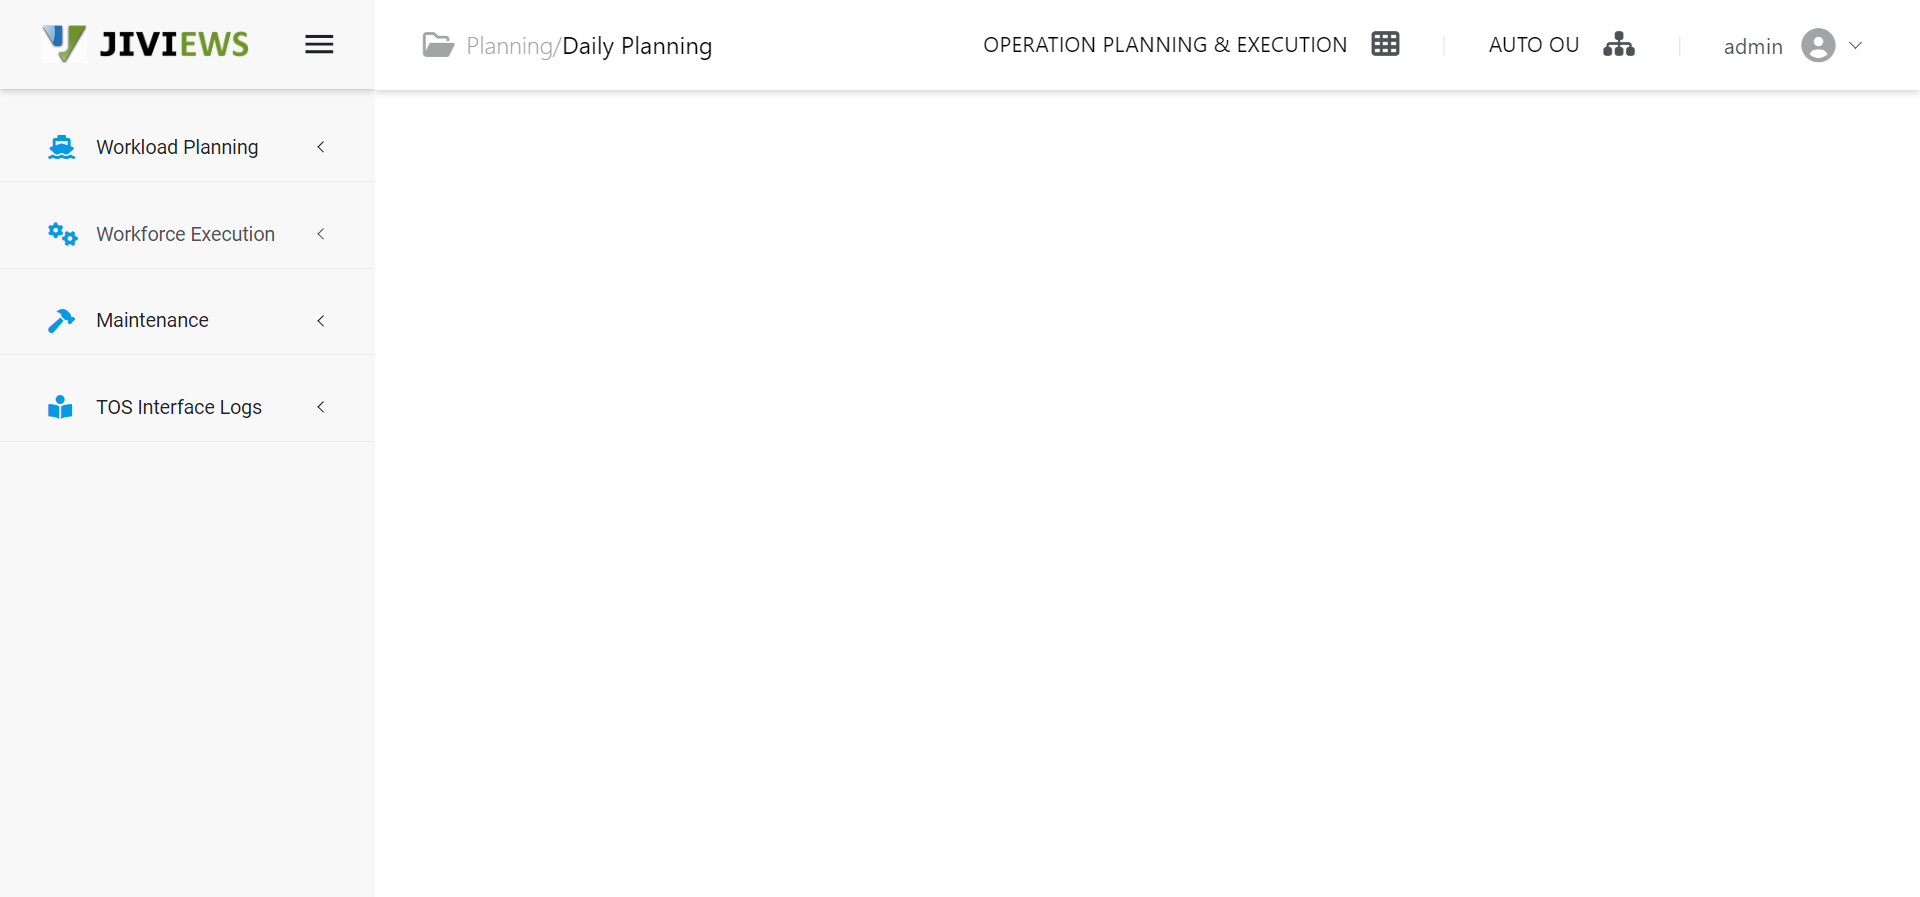 JIVIEWS
Planning/Daily Planning
OPERATION PLANNING & EXECUTION
AUTO OU
admin
Workload Planning
Workforce Execution
Maintenance
TOS Interface Logs